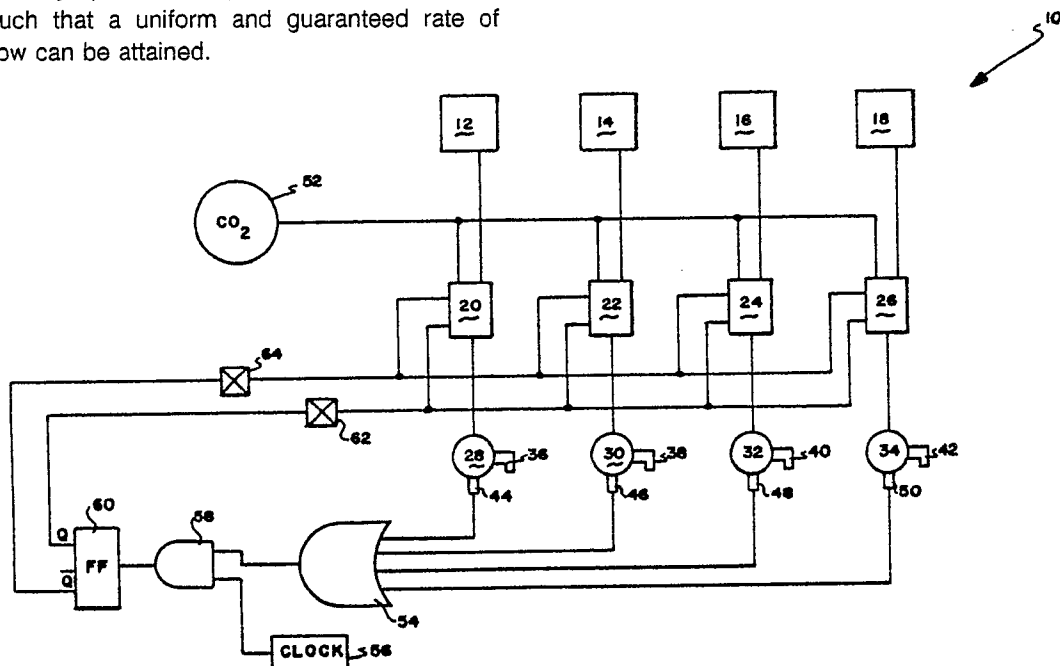 such that a uniform and guaranteed rate of
flow can be attained.
10
12 14 16 18
52
CO2
20 22 24 26
64
62
28 36 30 38 32 40 34 42
44 46 48 50
60 58
Q
FF
Q̅
54
CLOCK 56